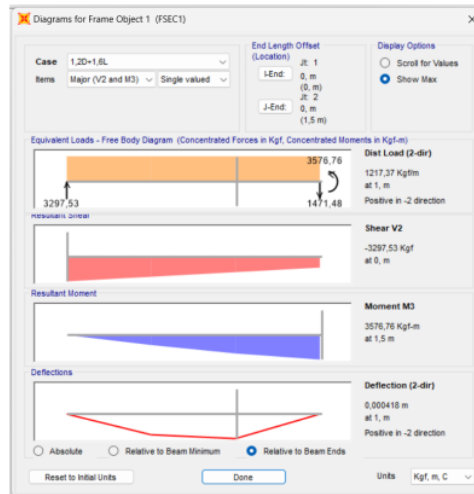 Diagrams for Frame Object 1 (FSEC1)
Case
1,2D+1,6L
Items
Major (V2 and M3)
Single valued
End Length Offset
(Location)
Jt: 1
I-End:
0, m
(0, m)
Jt: 2
J-End:
0, m
(1,5 m)
Display Options
Scroll for Values
Show Max
Equivalent Loads - Free Body Diagram (Concentrated Forces in Kgf, Concentrated Moments in Kgf-m)
3576,76
3297,53
1471,48
Dist Load (2-dir)
1217,37 Kgf/m
at 1, m
Positive in -2 direction
Resultant Shear
Shear V2
-3297,53 Kgf
at 0, m
Resultant Moment
Moment M3
3576,76 Kgf-m
at 1,5 m
Deflections
Deflection (2-dir)
0,000418 m
at 1, m
Positive in -2 direction
Absolute
Relative to Beam Minimum
Relative to Beam Ends
Reset to Initial Units
Done
Units
Kgf, m, C